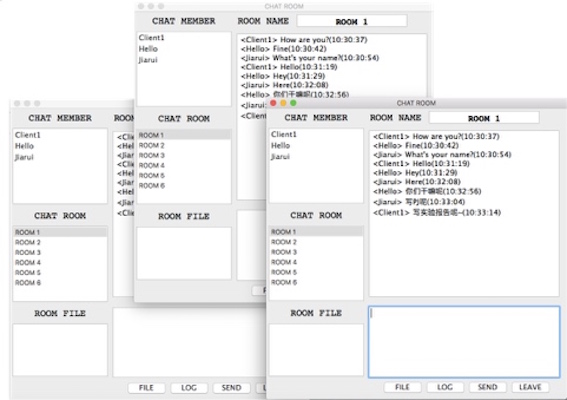 CHAT ROOM
CHAT MEMBER
ROOM NAME
ROOM 1
Client1
Hello
Jiarui
<Client1> How are you?(10:30:37)
<Hello> Fine(10:30:42)
<Jiarui> What's your name?(10:30:54)
<Client1> Hello(10:31:19)
<Hello> Hey(10:31:29)
<Jiarui> Here(10:32:08)
<Hello> 你们干嘛呢(10:32:56)
<Jiarui>
<Client
CHAT ROOM
ROOM 1
ROOM 2
ROOM 3
ROOM 4
ROOM 5
ROOM 6
ROOM FILE
CHAT MEMBER
ROOM
Client1
Hello
Jiarui
CHAT ROOM
ROOM 1
ROOM 2
ROOM 3
ROOM 4
ROOM 5
ROOM 6
ROOM FILE
FILE
LOG
SEND
CHAT ROOM
CHAT MEMBER
ROOM NAME
ROOM 1
Client1
Hello
Jiarui
<Client1> How are you?(10:30:37)
<Hello> Fine(10:30:42)
<Jiarui> What's your name?(10:30:54)
<Client1> Hello(10:31:19)
<Hello> Hey(10:31:29)
<Jiarui> Here(10:32:08)
<Hello> 你们干嘛呢(10:32:56)
<Client1> 写实验报告呢~(10:33:14)
CHAT ROOM
ROOM 1
ROOM 2
ROOM 3
ROOM 4
ROOM 5
ROOM 6
ROOM FILE
FILE
LOG
SEND
LEAVE